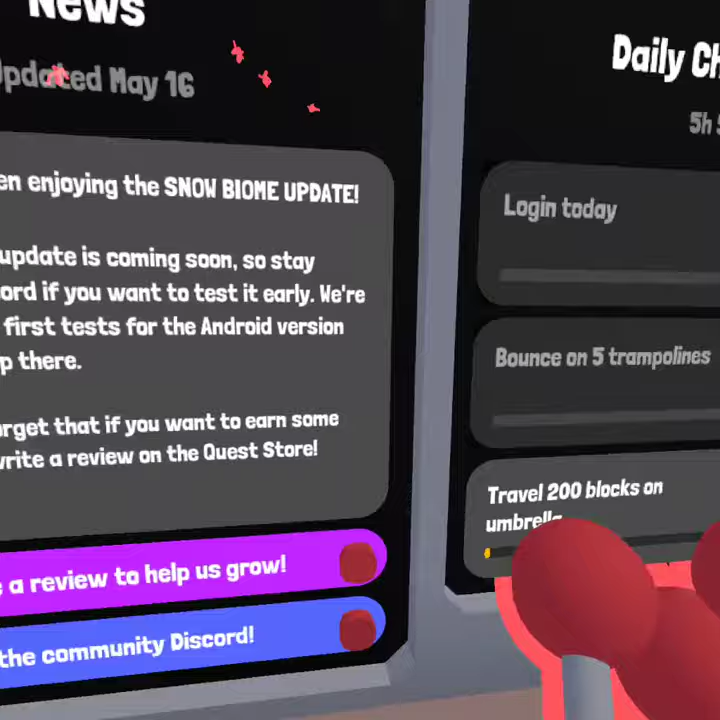 News
Updated May 16
en enjoying the SNOW BIOME UPDATE!
update is coming soon, so stay
ord if you want to test it early. We're
first tests for the Android version
p there.
orget that if you want to earn some
write a review on the Quest Store!
a review to help us grow!
the community Discord!
Daily Ch
5h
Login today
Bounce on 5 trampolines
Travel 200 blocks on
umbrella